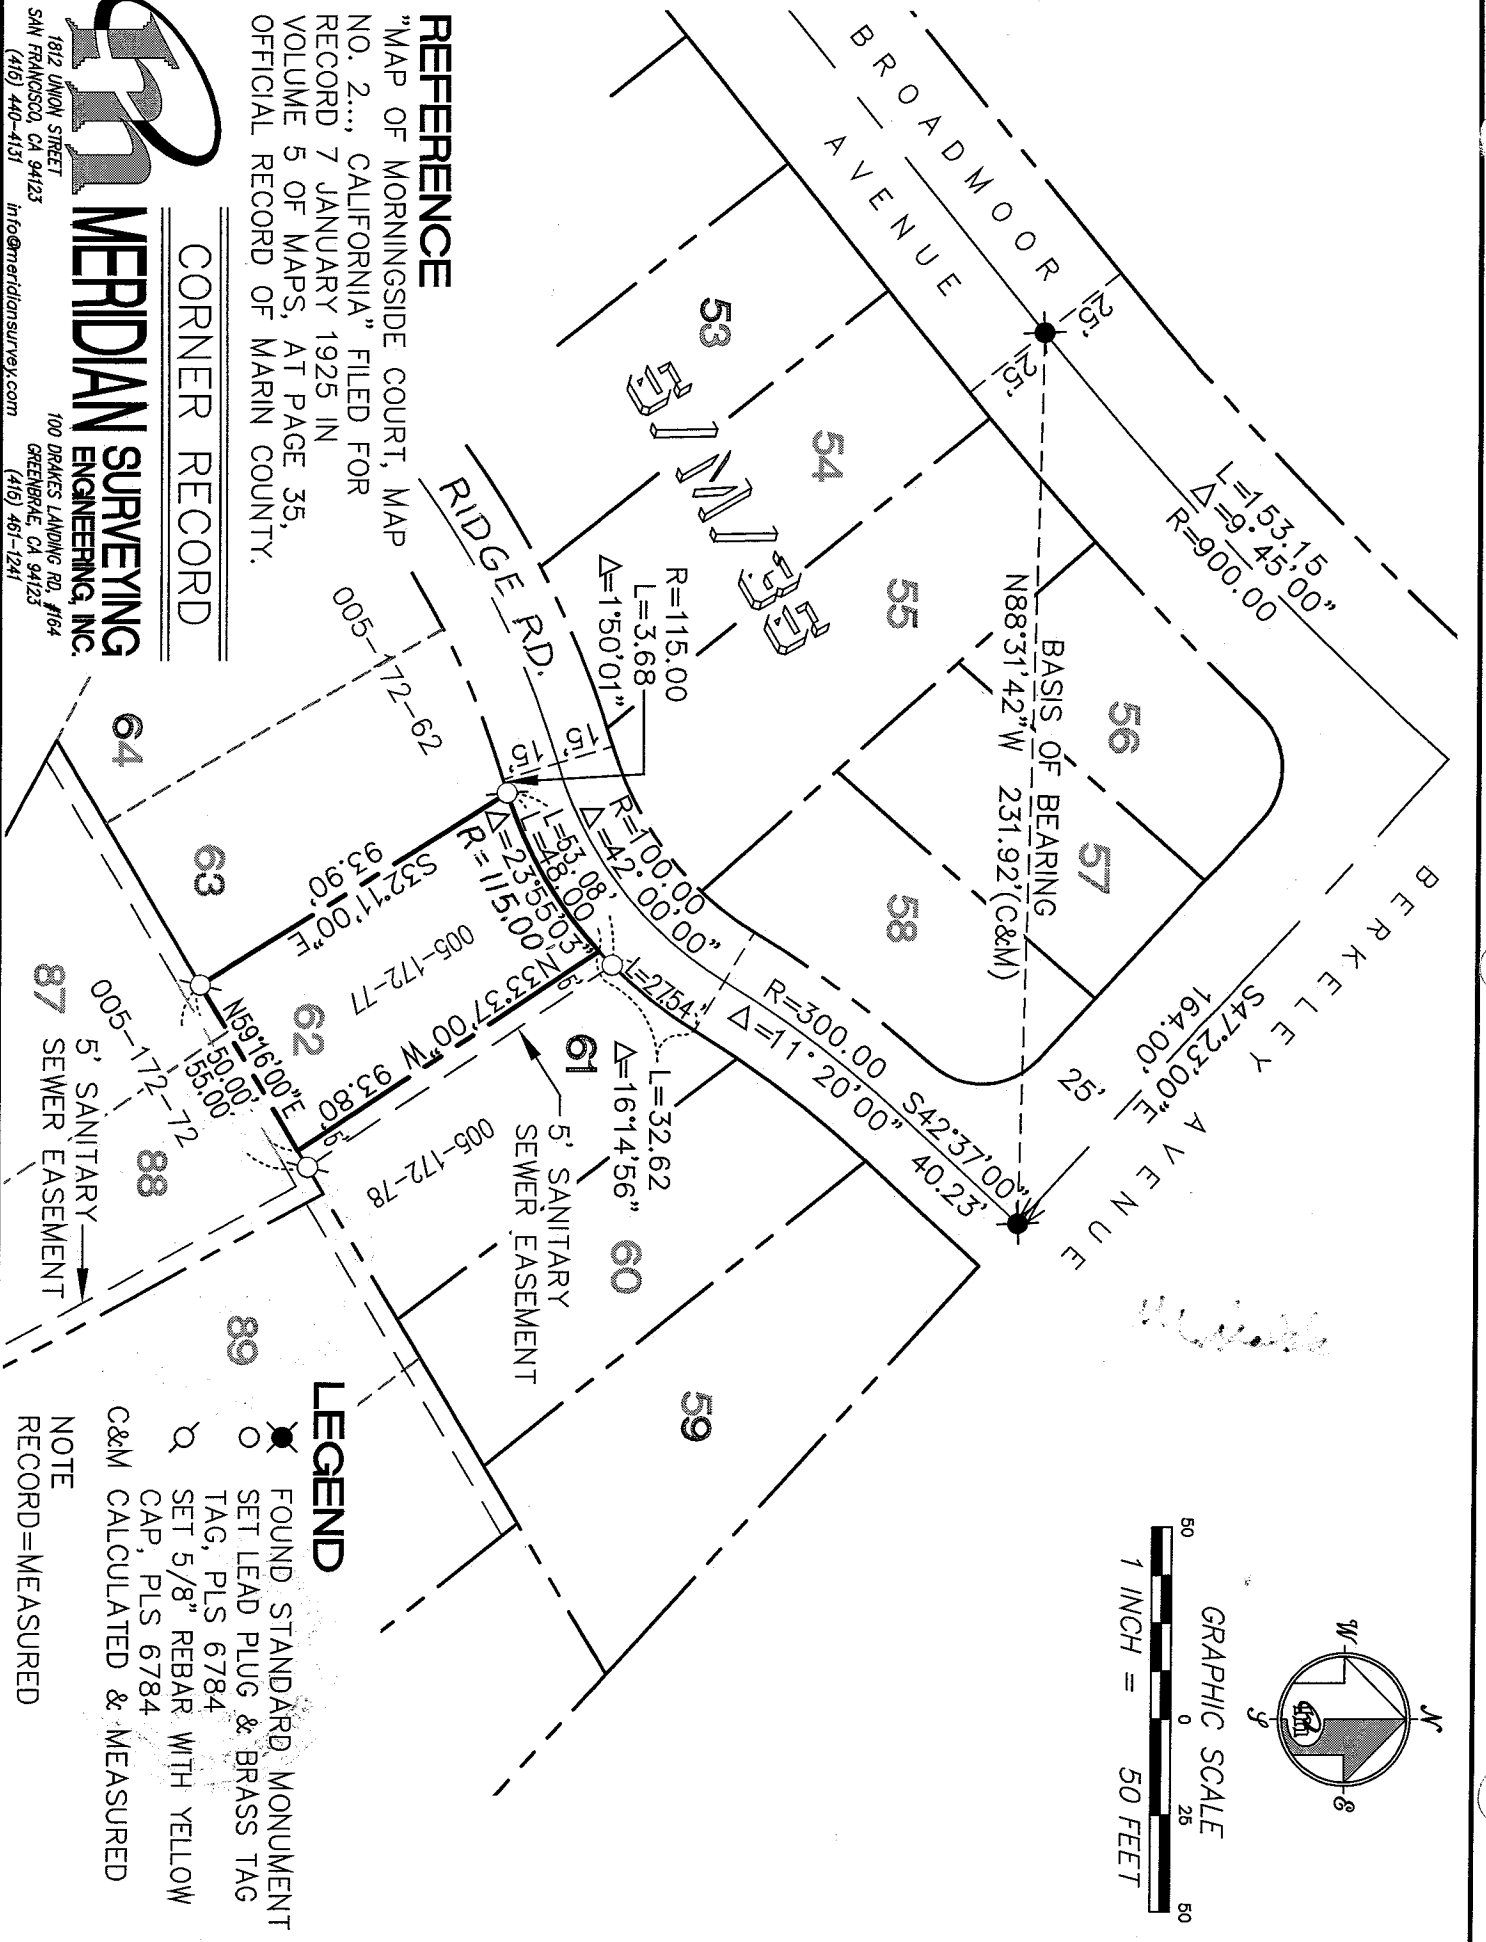 BROADMOOR
AVENUE
25'
25'
L=153.15
Δ=9°45'00"
R=900.00
BERKELEY AVENUE
S47°23'00"E
164.00'
25'
BASIS OF BEARING
N88°31'42"W 231.92'(C&M)
S42°37'00"W
40.23'
R=300.00
Δ=11°20'00"
53
54
55
56
57
58
59
60
61
62
63
64
87
88
89
5/M/35
RIDGE RD.
R=115.00
L=3.68
Δ=1°50'01"
15'
15'
R=100.00
Δ=42°00'00"
L=53.08'
L=48.00
Δ=23°55'03"
R=115.00
L=27.54'
L=32.62
Δ=16°14'56"
S32°11'00"E
93.90'
N33°37'00"W
93.80'
5'
5'
N59°16'00"E
50.00'
55.00'
005-172-62
005-172-77
005-172-78
005-172-72
5' SANITARY
SEWER EASEMENT
5' SANITARY
SEWER EASEMENT
REFERENCE
"MAP OF MORNINGSIDE COURT, MAP
NO. 2..., CALIFORNIA" FILED FOR
RECORD 7 JANUARY 1925 IN
VOLUME 5 OF MAPS, AT PAGE 35,
OFFICIAL RECORD OF MARIN COUNTY.
CORNER RECORD
m
MERIDIAN SURVEYING
ENGINEERING, INC.
1812 UNION STREET
SAN FRANCISCO, CA 94123
(415) 440-4131 info@meridiansurvey.com
100 DRAKES LANDING RD, #164
GREENBRAE, CA 94123
(415) 461-1241
LEGEND
FOUND STANDARD MONUMENT
SET LEAD PLUG & BRASS TAG
TAG, PLS 6784
SET 5/8" REBAR WITH YELLOW
CAP, PLS 6784
C&M CALCULATED & MEASURED
NOTE
RECORD=MEASURED
N
W
E
S
m
GRAPHIC SCALE
50 0 25 50
1 INCH = 50 FEET